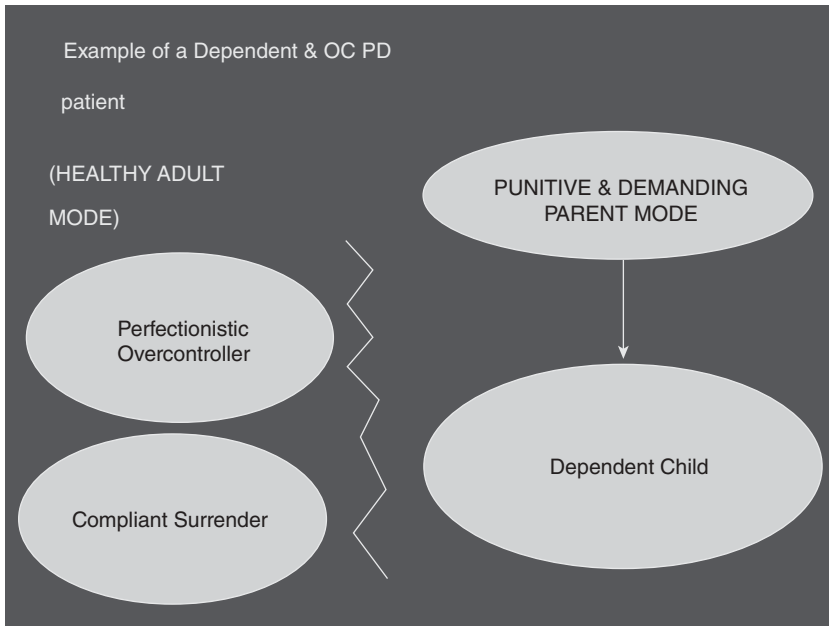 Example of a Dependent & OC PD
patient
(HEALTHY ADULT
MODE)
PUNITIVE & DEMANDING
PARENT MODE
Perfectionistic
Overcontroller
Dependent Child
Compliant Surrender